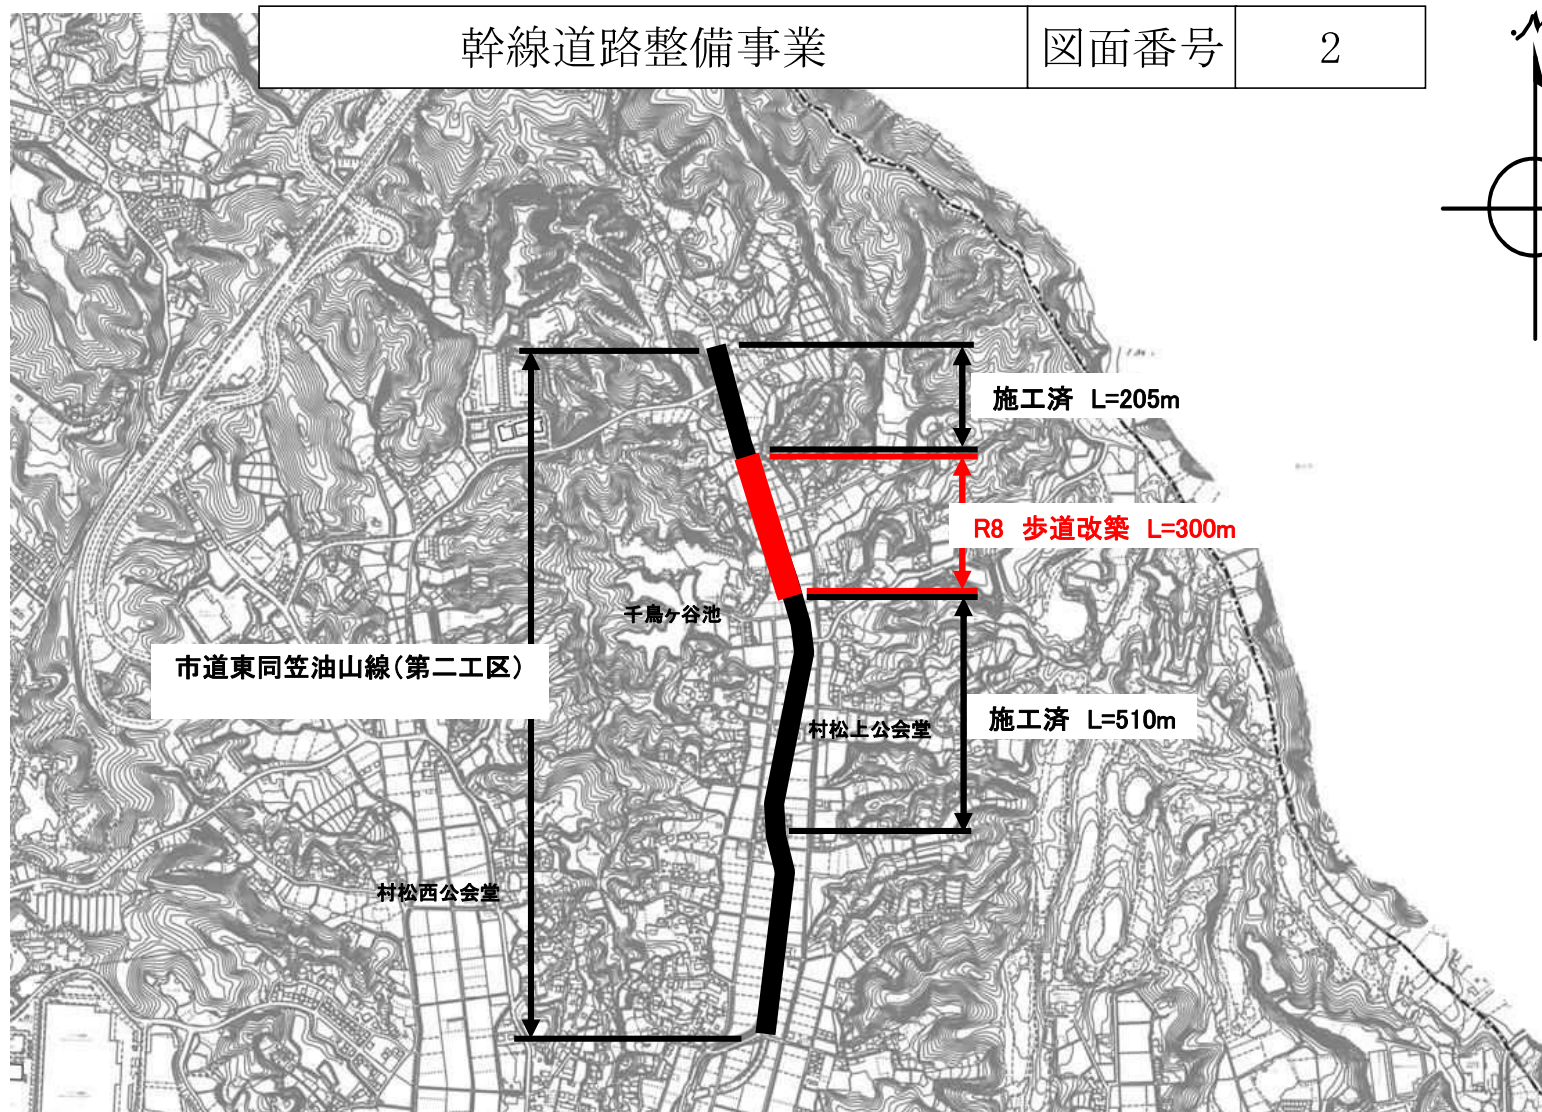 幹線道路整備事業 図面番号 2
N
施工済 L=205m
R8 歩道改築 L=300m
千鳥ヶ谷池
市道東同笠油山線(第二工区)
施工済 L=510m
村松上公会堂
村松西公会堂